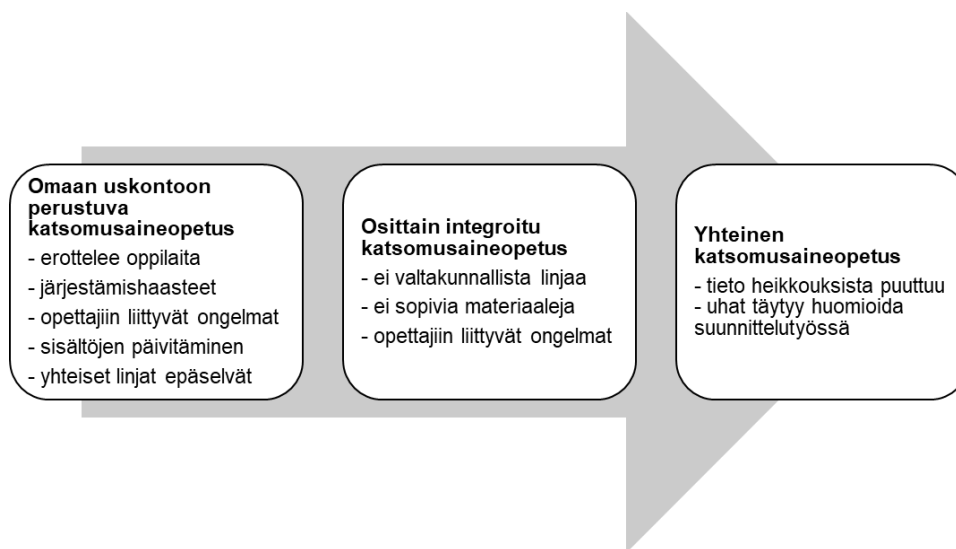 Omaan uskontoon
perustuva
katsomusaineopetus
- erottelee oppilaita
- järjestämishaasteet
- opettajiin liittyvät ongelmat
- sisältöjen päivitäminen
- yhteiset linjat epäselvät
Osittain integroitu
katsomusaineopetus
- ei valtakunnallista linjaa
- ei sopivia materiaaleja
- opettajiin liittyvät ongelmat
Yhteinen
katsomusaineopetus
- tieto heikkouksista puuttuu
- uhat täytyy huomioida
suunnittelutyössä